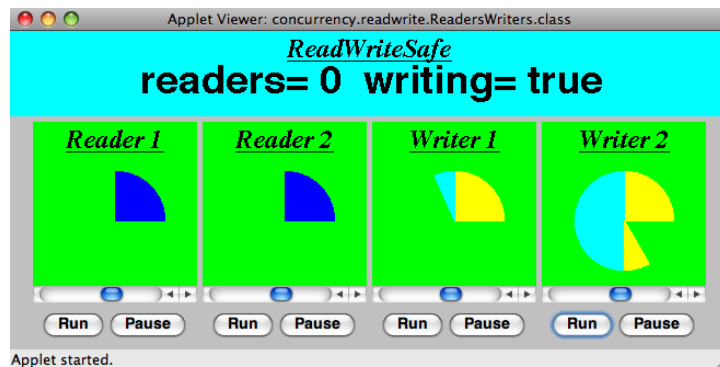 Applet Viewer: concurrency.readwrite.ReadersWriters.class
ReadWriteSafe
readers= 0 writing= true
Reader 1 Reader 2 Writer 1 Writer 2
Run Pause Run Pause Run Pause Run Pause
Applet started.